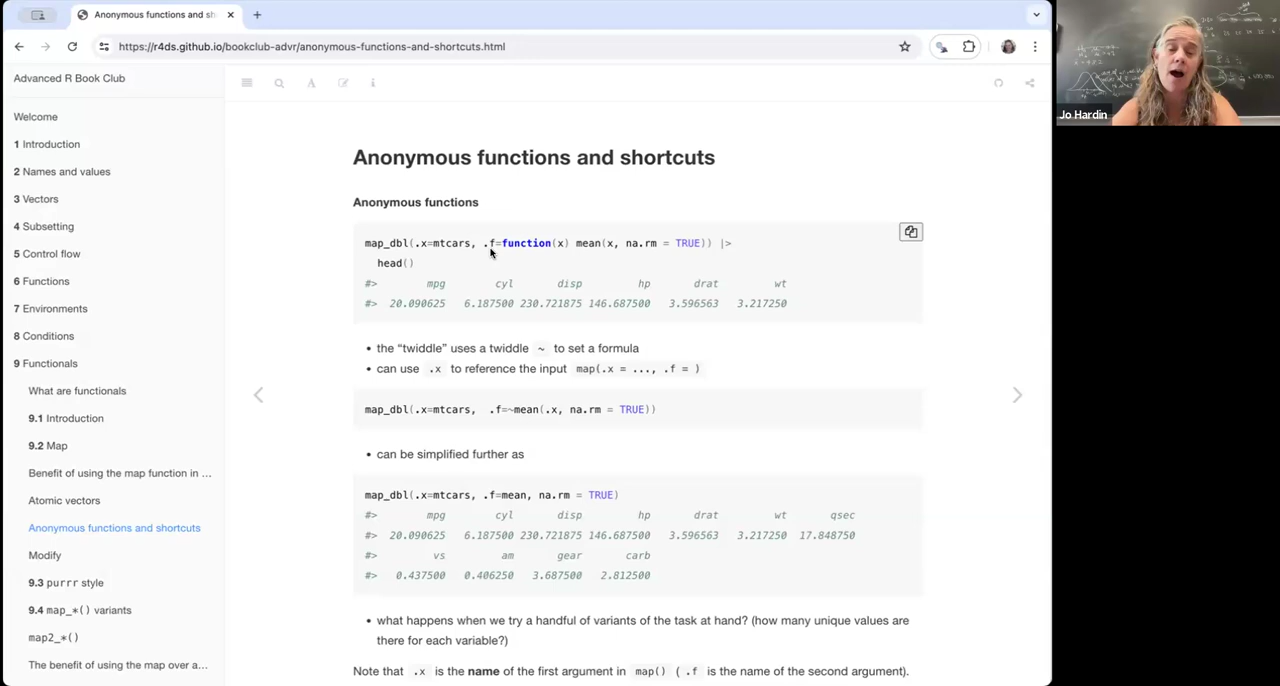 Anonymous functions and sh
https://r4ds.github.io/bookclub-advr/anonymous-functions-and-shortcuts.html
Advanced R Book Club
Welcome
1 Introduction
2 Names and values
3 Vectors
4 Subsetting
5 Control flow
6 Functions
7 Environments
8 Conditions
9 Functionals
What are functionals
9.1 Introduction
9.2 Map
Benefit of using the map function in ...
Atomic vectors
Anonymous functions and shortcuts
Modify
9.3 purrr style
9.4 map_*() variants
map2_*()
The benefit of using the map over a...
Anonymous functions and shortcuts
Anonymous functions
map_dbl(.x=mtcars, .f=function(x) mean(x, na.rm = TRUE)) |>
head()
#> mpg cyl disp hp drat wt
#> 20.090625 6.187500 230.721875 146.687500 3.596563 3.217250
• the “twiddle” uses a twiddle ~ to set a formula
• can use .x to reference the input map(.x = ..., .f = )
map_dbl(.x=mtcars, .f=~mean(.x, na.rm = TRUE))
• can be simplified further as
map_dbl(.x=mtcars, .f=mean, na.rm = TRUE)
#> mpg cyl disp hp drat wt qsec
#> 20.090625 6.187500 230.721875 146.687500 3.596563 3.217250 17.848750
#> vs am gear carb
#> 0.437500 0.406250 3.687500 2.812500
• what happens when we try a handful of variants of the task at hand? (how many unique values are
there for each variable?)
Note that .x is the name of the first argument in map() ( .f is the name of the second argument).
Jo Hardin